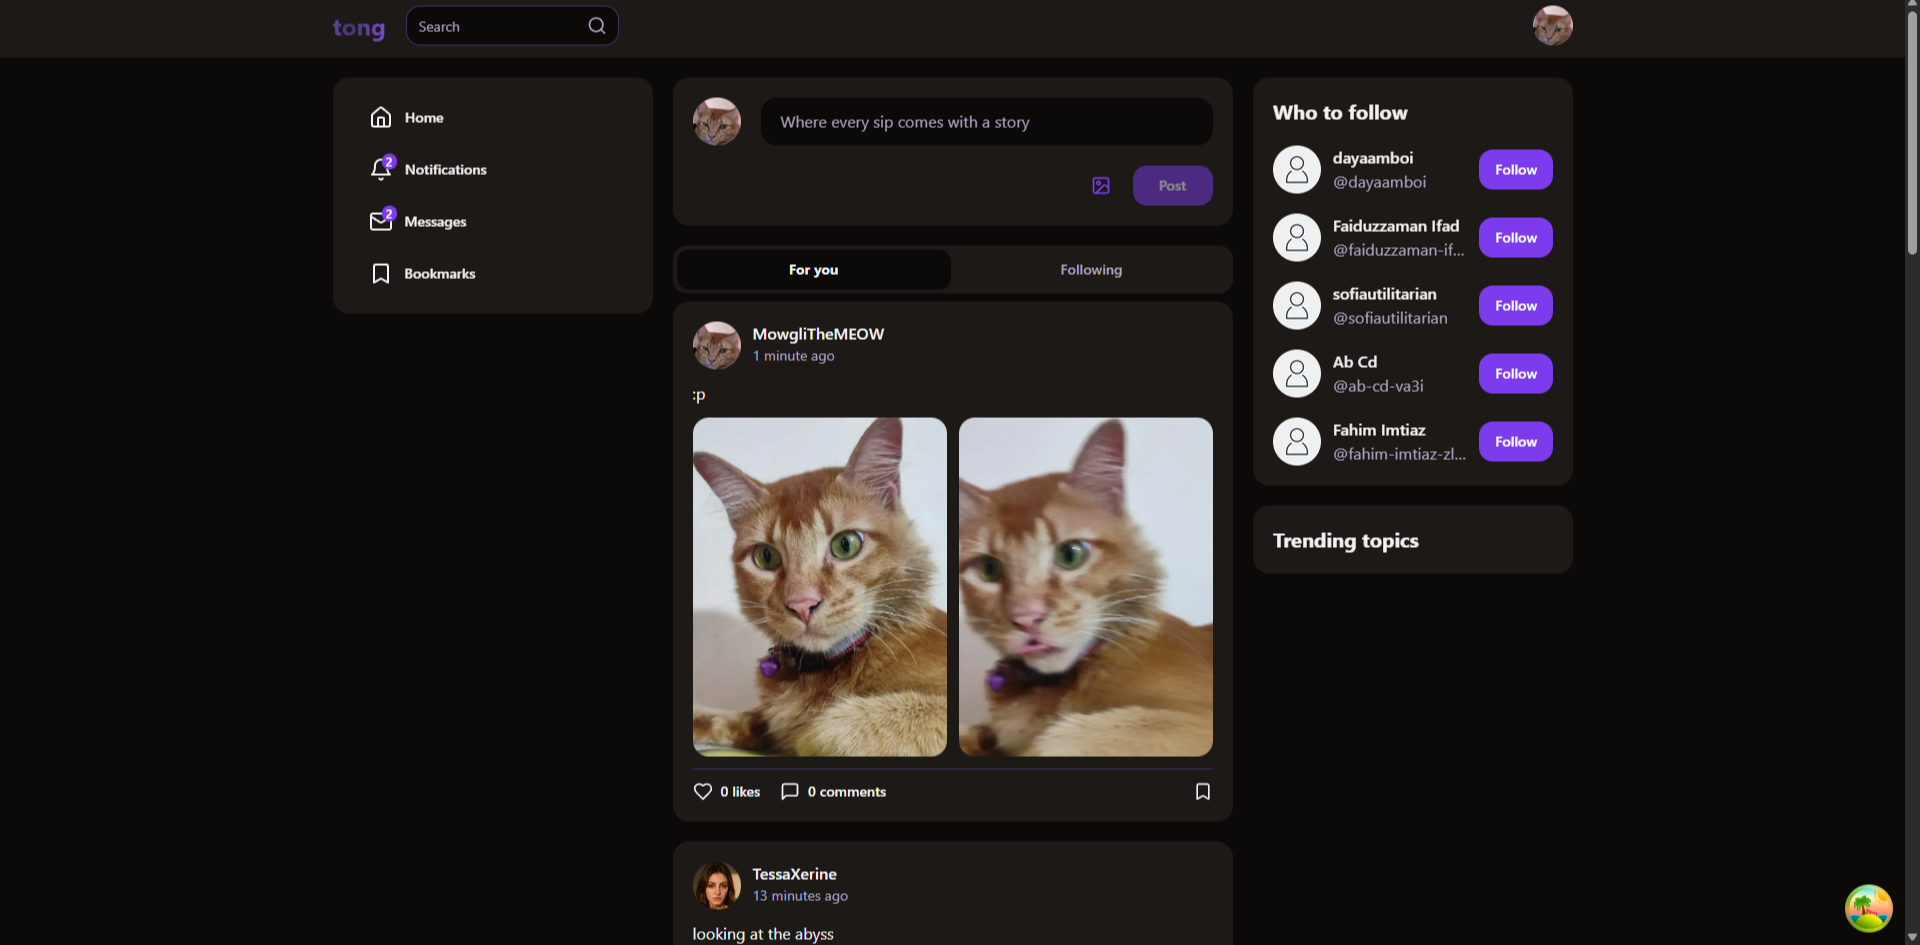 tong
Search
Home
2
Notifications
2
Messages
Bookmarks
Where every sip comes with a story
Post
For you
Following
MowgliTheMEOW
1 minute ago
:p
0 likes
0 comments
TessaXerine
13 minutes ago
looking at the abyss
Who to follow
dayaamboi
@dayaamboi
Follow
Faiduzzaman Ifad
@faiduzzaman-if...
Follow
sofiautilitarian
@sofiautilitarian
Follow
Ab Cd
@ab-cd-va3i
Follow
Fahim Imtiaz
@fahim-imtiaz-zl...
Follow
Trending topics